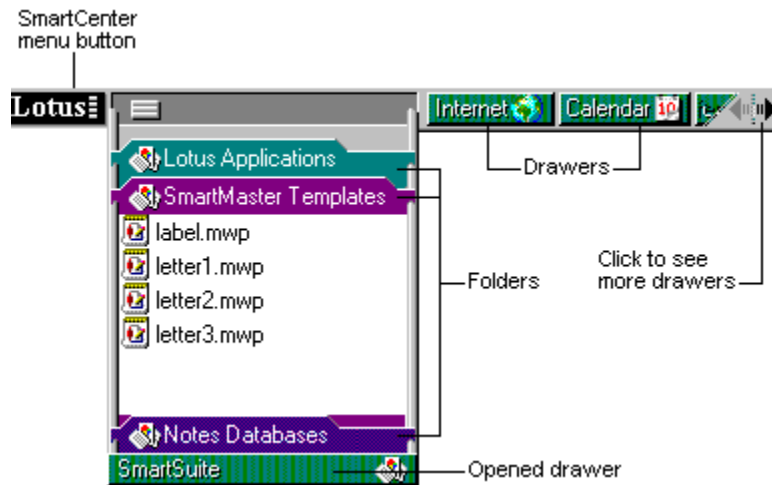 SmartCenter
menu button
Lotus
Internet
Calendar 10
Lotus Applications
Drawers
SmartMaster Templates
label.mwp
letter1.mwp
letter2.mwp
letter3.mwp
Folders
Click to see
more drawers
Notes Databases
SmartSuite
Opened drawer